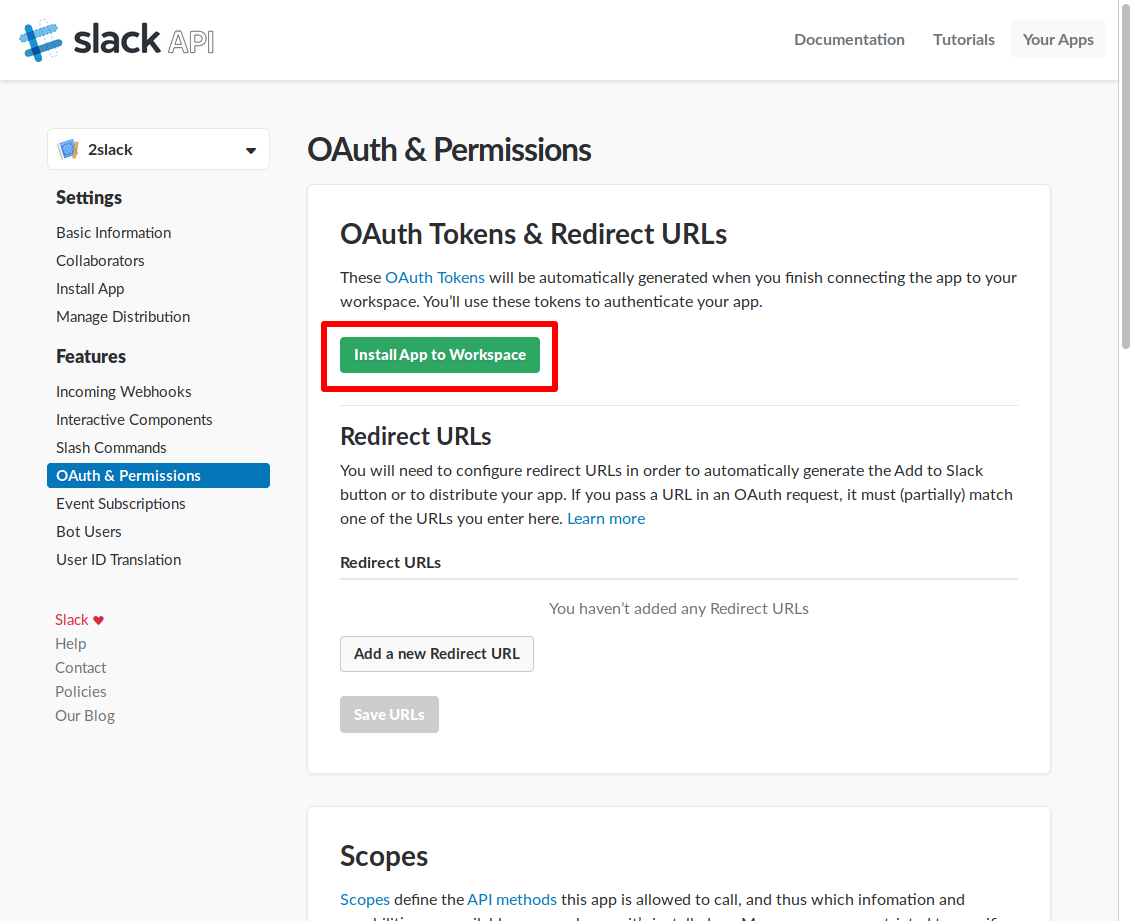 slack API
Documentation
Tutorials
Your Apps
2slack
Settings
Basic Information
Collaborators
Install App
Manage Distribution
Features
Incoming Webhooks
Interactive Components
Slash Commands
OAuth & Permissions
Event Subscriptions
Bot Users
User ID Translation
Slack ♥
Help
Contact
Policies
Our Blog
OAuth & Permissions
OAuth Tokens & Redirect URLs
These OAuth Tokens will be automatically generated when you finish connecting the app to your
workspace. You’ll use these tokens to authenticate your app.
Install App to Workspace
Redirect URLs
You will need to configure redirect URLs in order to automatically generate the Add to Slack
button or to distribute your app. If you pass a URL in an OAuth request, it must (partially) match
one of the URLs you enter here. Learn more
Redirect URLs
You haven’t added any Redirect URLs
Add a new Redirect URL
Save URLs
Scopes
Scopes define the API methods this app is allowed to call, and thus which infomation and